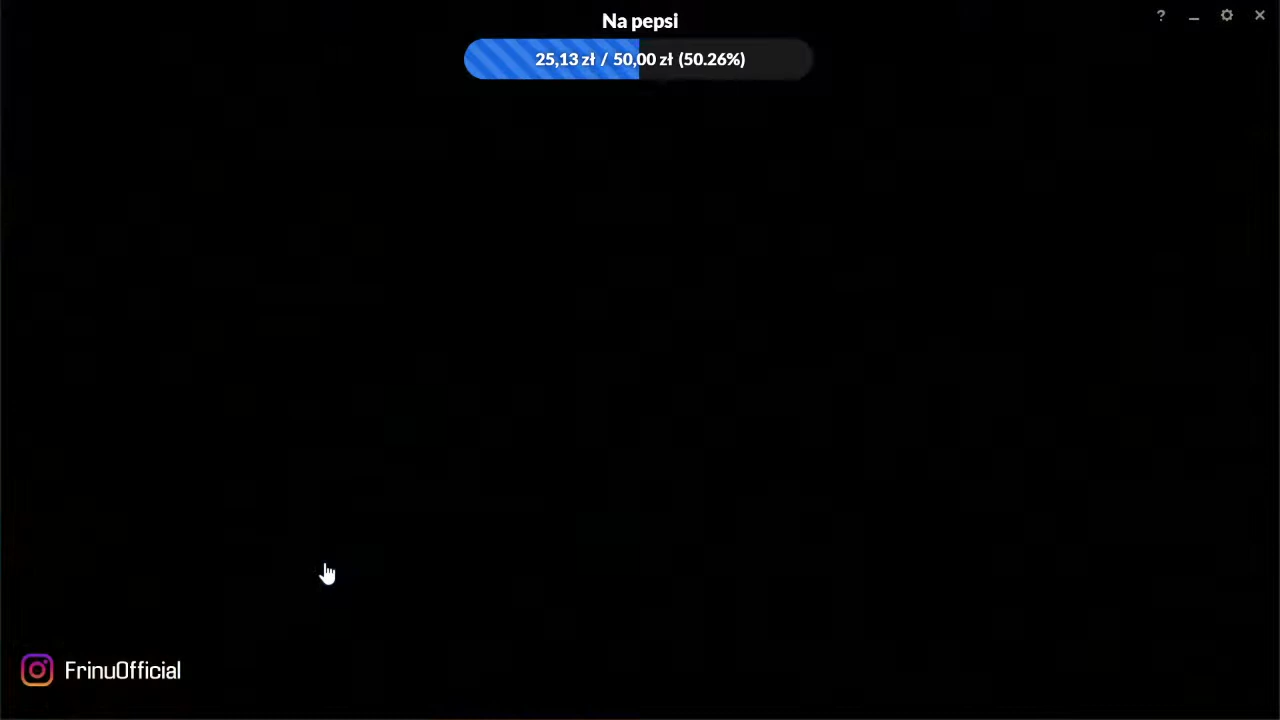 Na pepsi
25,13 zł / 50,00 zł (50.26%)
FrinuOfficial